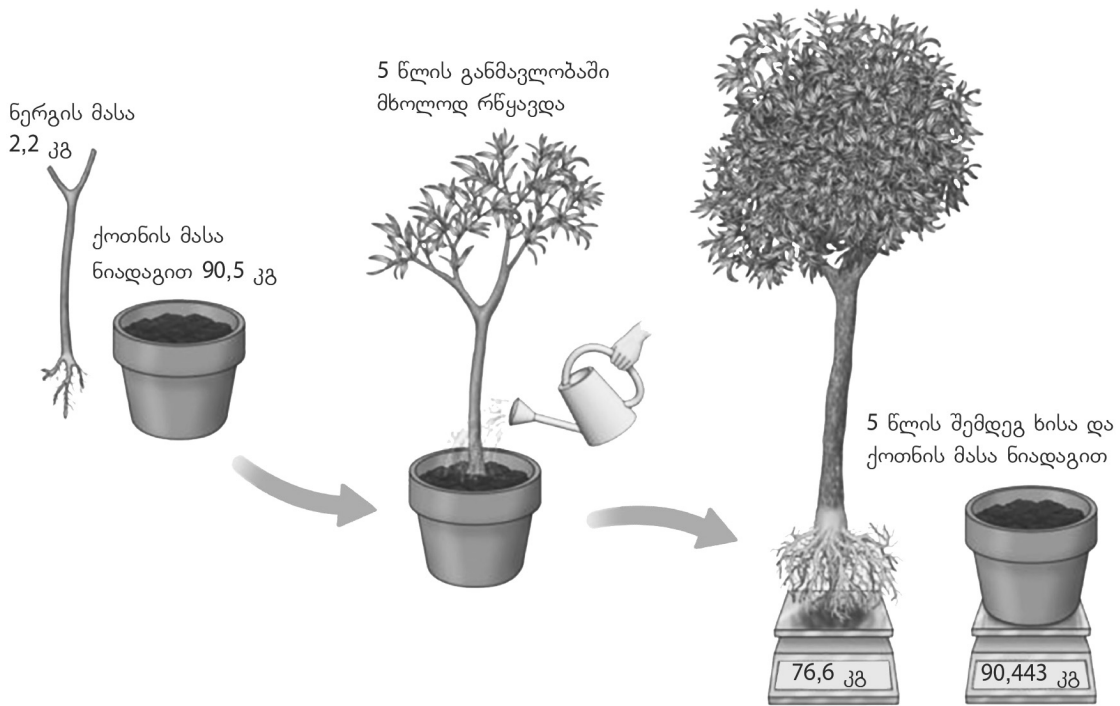 ნერგის მასა
2,2 კგ
ქოთნის მასა
ნიადაგით 90,5 კგ
5 წლის განმავლობაში
მხოლოდ რწყავდა
5 წლის შემდეგ ხისა და
ქოთნის მასა ნიადაგით
76,6 კგ
90,443 კგ